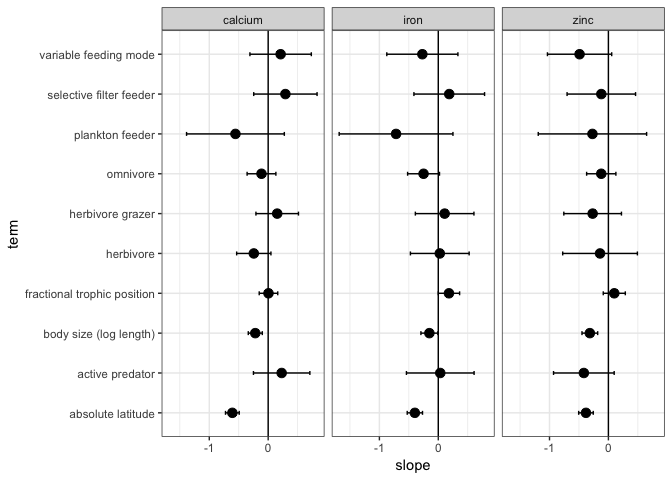 calcium iron zinc
variable feeding mode
selective filter feeder
plankton feeder
omnivore
herbivore grazer
herbivore
fractional trophic position
body size (log length)
active predator
absolute latitude
term
-1 0 -1 0 -1 0
slope